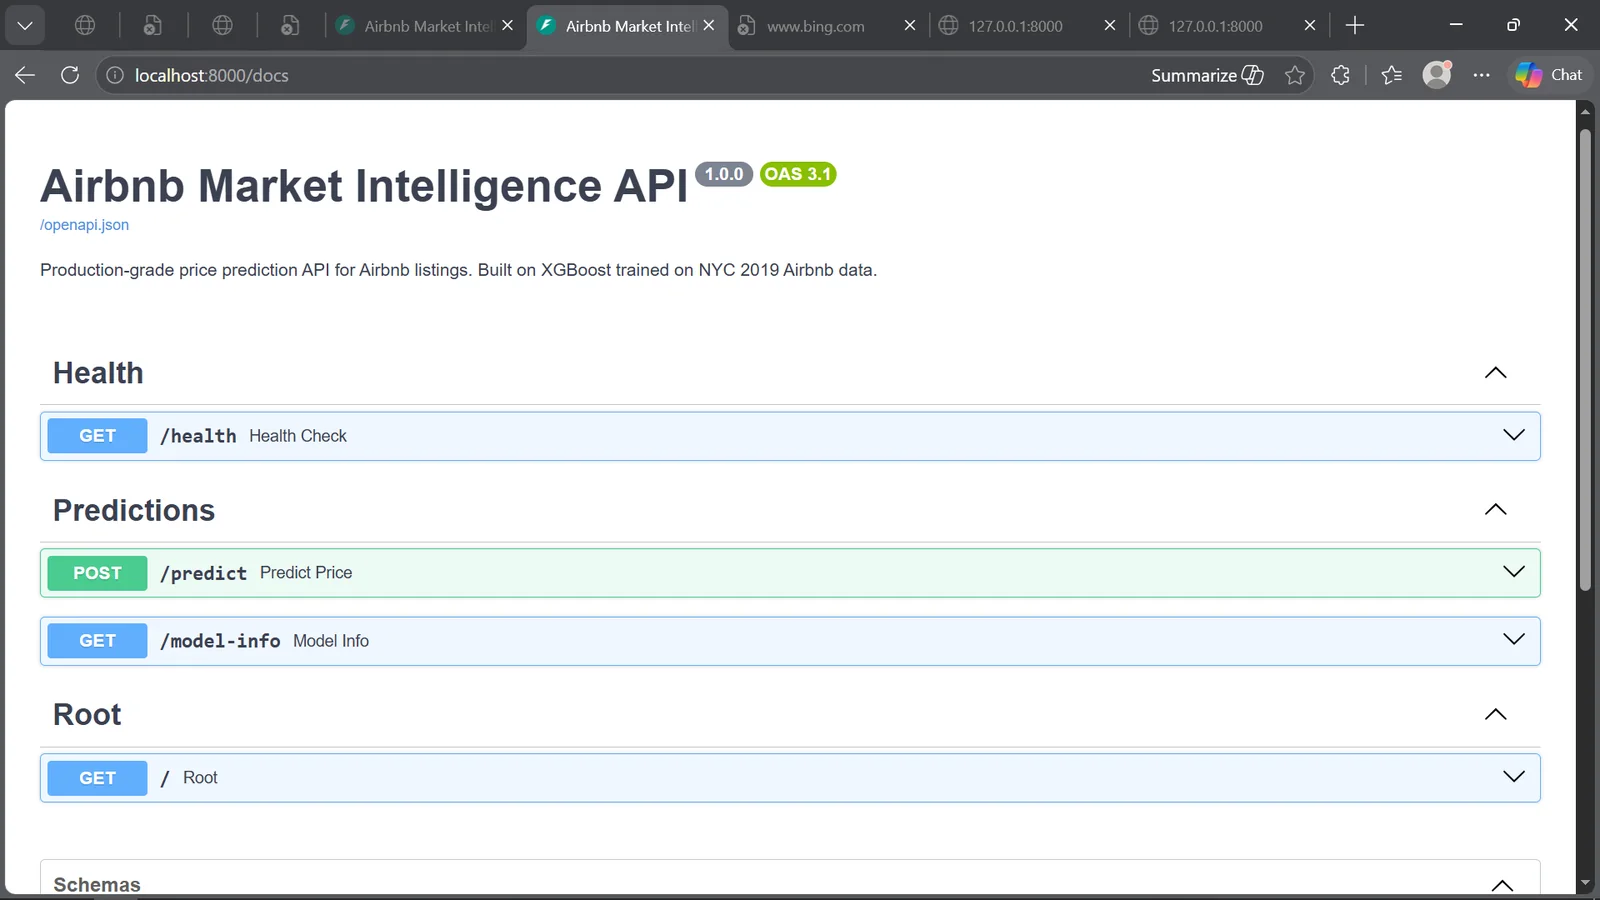 Airbnb Market Intel
Airbnb Market Intel
www.bing.com
127.0.0.1:8000
127.0.0.1:8000
localhost:8000/docs
Summarize
Chat
Airbnb Market Intelligence API 1.0.0 OAS 3.1
/openapi.json
Production-grade price prediction API for Airbnb listings. Built on XGBoost trained on NYC 2019 Airbnb data.
Health
GET /health Health Check
Predictions
POST /predict Predict Price
GET /model-info Model Info
Root
GET / Root
Schemas